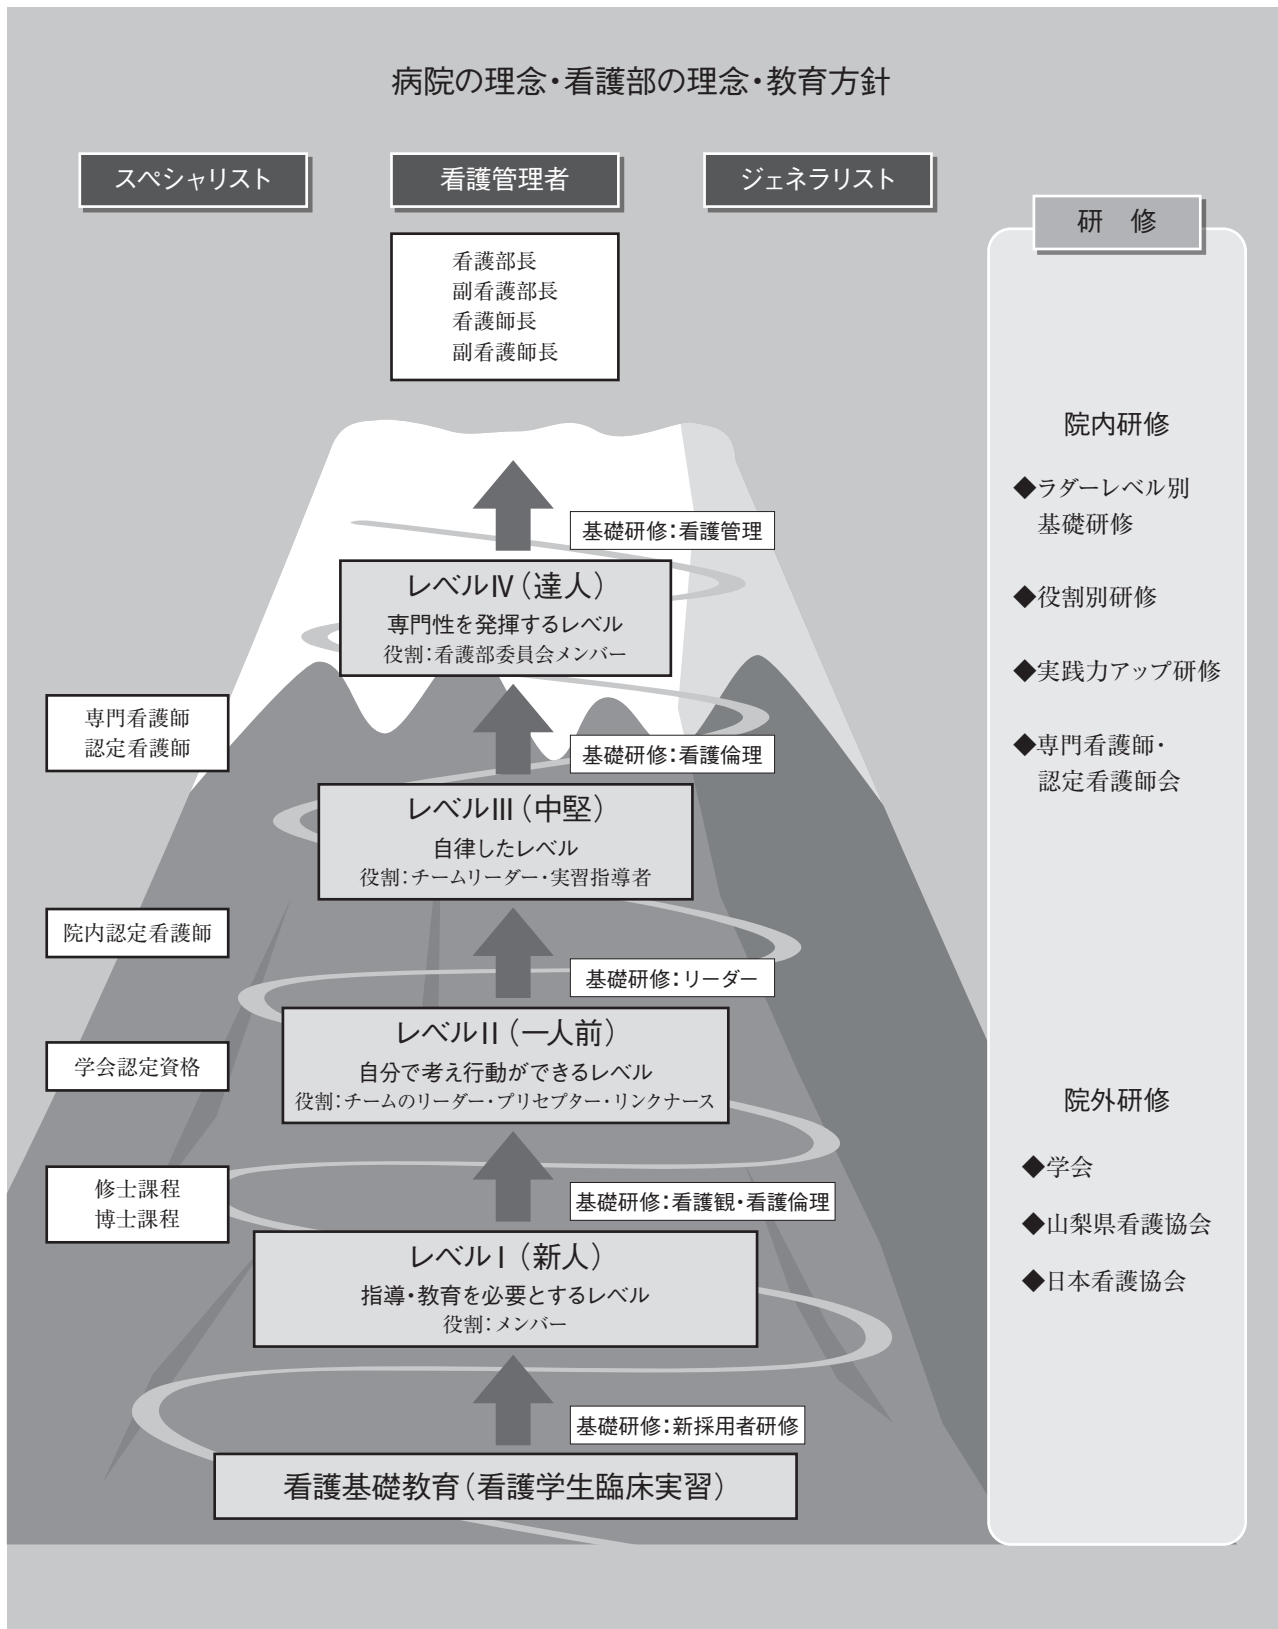 病院の理念・看護部の理念・教育方針
スペシャリスト
看護管理者
ジェネラリスト
看護部長
副看護部長
看護師長
副看護師長
基礎研修：看護管理
レベルⅣ（達人）
専門性を発揮するレベル
役割：看護部委員会メンバー
専門看護師
認定看護師
基礎研修：看護倫理
レベルⅢ（中堅）
自律したレベル
役割：チームリーダー・実習指導者
院内認定看護師
基礎研修：リーダー
レベルⅡ（一人前）
自分で考え行動ができるレベル
役割：チームのリーダー・プリセプター・リンクナース
学会認定資格
修士課程
博士課程
基礎研修：看護観・看護倫理
レベルⅠ（新人）
指導・教育を必要とするレベル
役割：メンバー
基礎研修：新採用者研修
看護基礎教育（看護学生臨床実習）
研　修
院内研修
◆ラダーレベル別
基礎研修
◆役割別研修
◆実践力アップ研修
◆専門看護師・
認定看護師会
院外研修
◆学会
◆山梨県看護協会
◆日本看護協会